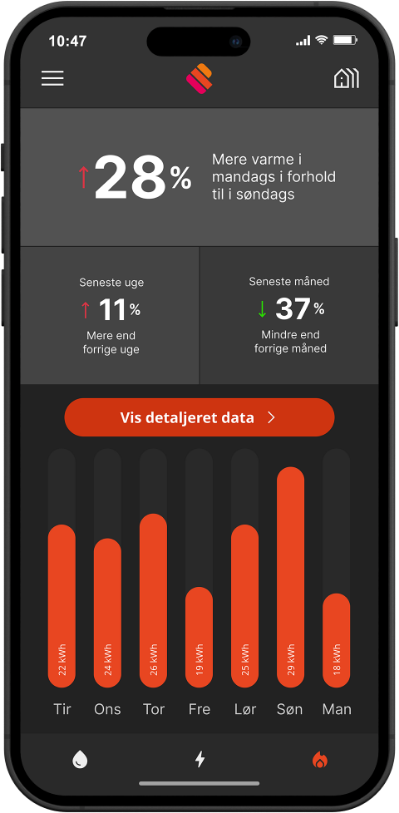 10:47
↑28%
Mere varme i
mandags i forhold
til i søndags
Seneste uge
↑ 11%
Mere end
forrige uge
Seneste måned
↓ 37%
Mindre end
forrige måned
Vis detaljeret data >
22 kWh
24 kWh
26 kWh
19 kWh
25 kWh
29 kWh
18 kWh
Tir Ons Tor Fre Lør Søn Man